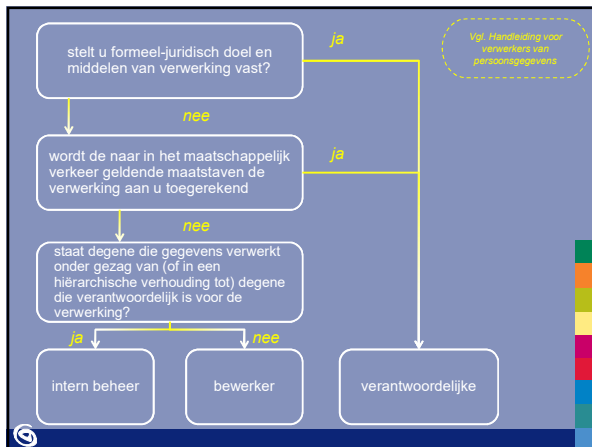 stelt u formeel-juridisch doel en
middelen van verwerking vast?
ja
Vgl. Handleiding voor
verwerkers van
persoonsgegevens
nee
wordt de naar in het maatschappelijk
verkeer geldende maatstaven de
verwerking aan u toegerekend
ja
nee
staat degene die gegevens verwerkt
onder gezag van (of in een
hiërarchische verhouding tot) degene
die verantwoordelijk is voor de
verwerking?
ja
nee
intern beheer
bewerker
verantwoordelijke